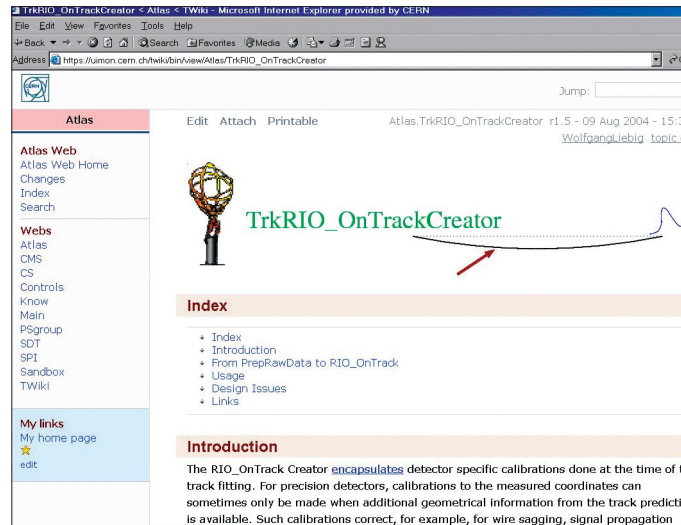 TrkRIO_OnTrackCreator < Atlas < TWiki - Microsoft Internet Explorer provided by CERN
File Edit View Favorites Tools Help
Back Search Favorites Media
Address https://uimon.cern.ch/twiki/bin/view/Atlas/TrkRIO_OnTrackCreator
CERN
Jump:
Atlas
Edit Attach Printable Atlas.TrkRIO_OnTrackCreator r1.5 - 09 Aug 2004 - 15:3
WolfgangLiebig topic
Atlas Web
Atlas Web Home
Changes
Index
Search
Webs
Atlas
CMS
CS
Controls
Know
Main
PSgroup
SDT
SPI
Sandbox
TWiki
My links
My home page
edit
TrkRIO_OnTrackCreator
Index
Index
Introduction
From PrepRawData to RIO_OnTrack
Usage
Design Issues
Links
Introduction
The RIO_OnTrack Creator encapsulates detector specific calibrations done at the time of t
track fitting. For precision detectors, calibrations to the measured coordinates can
sometimes only be made when additional geometrical information from the track predicti
is available. Such calibrations correct, for example, for wire sagging, signal propagation